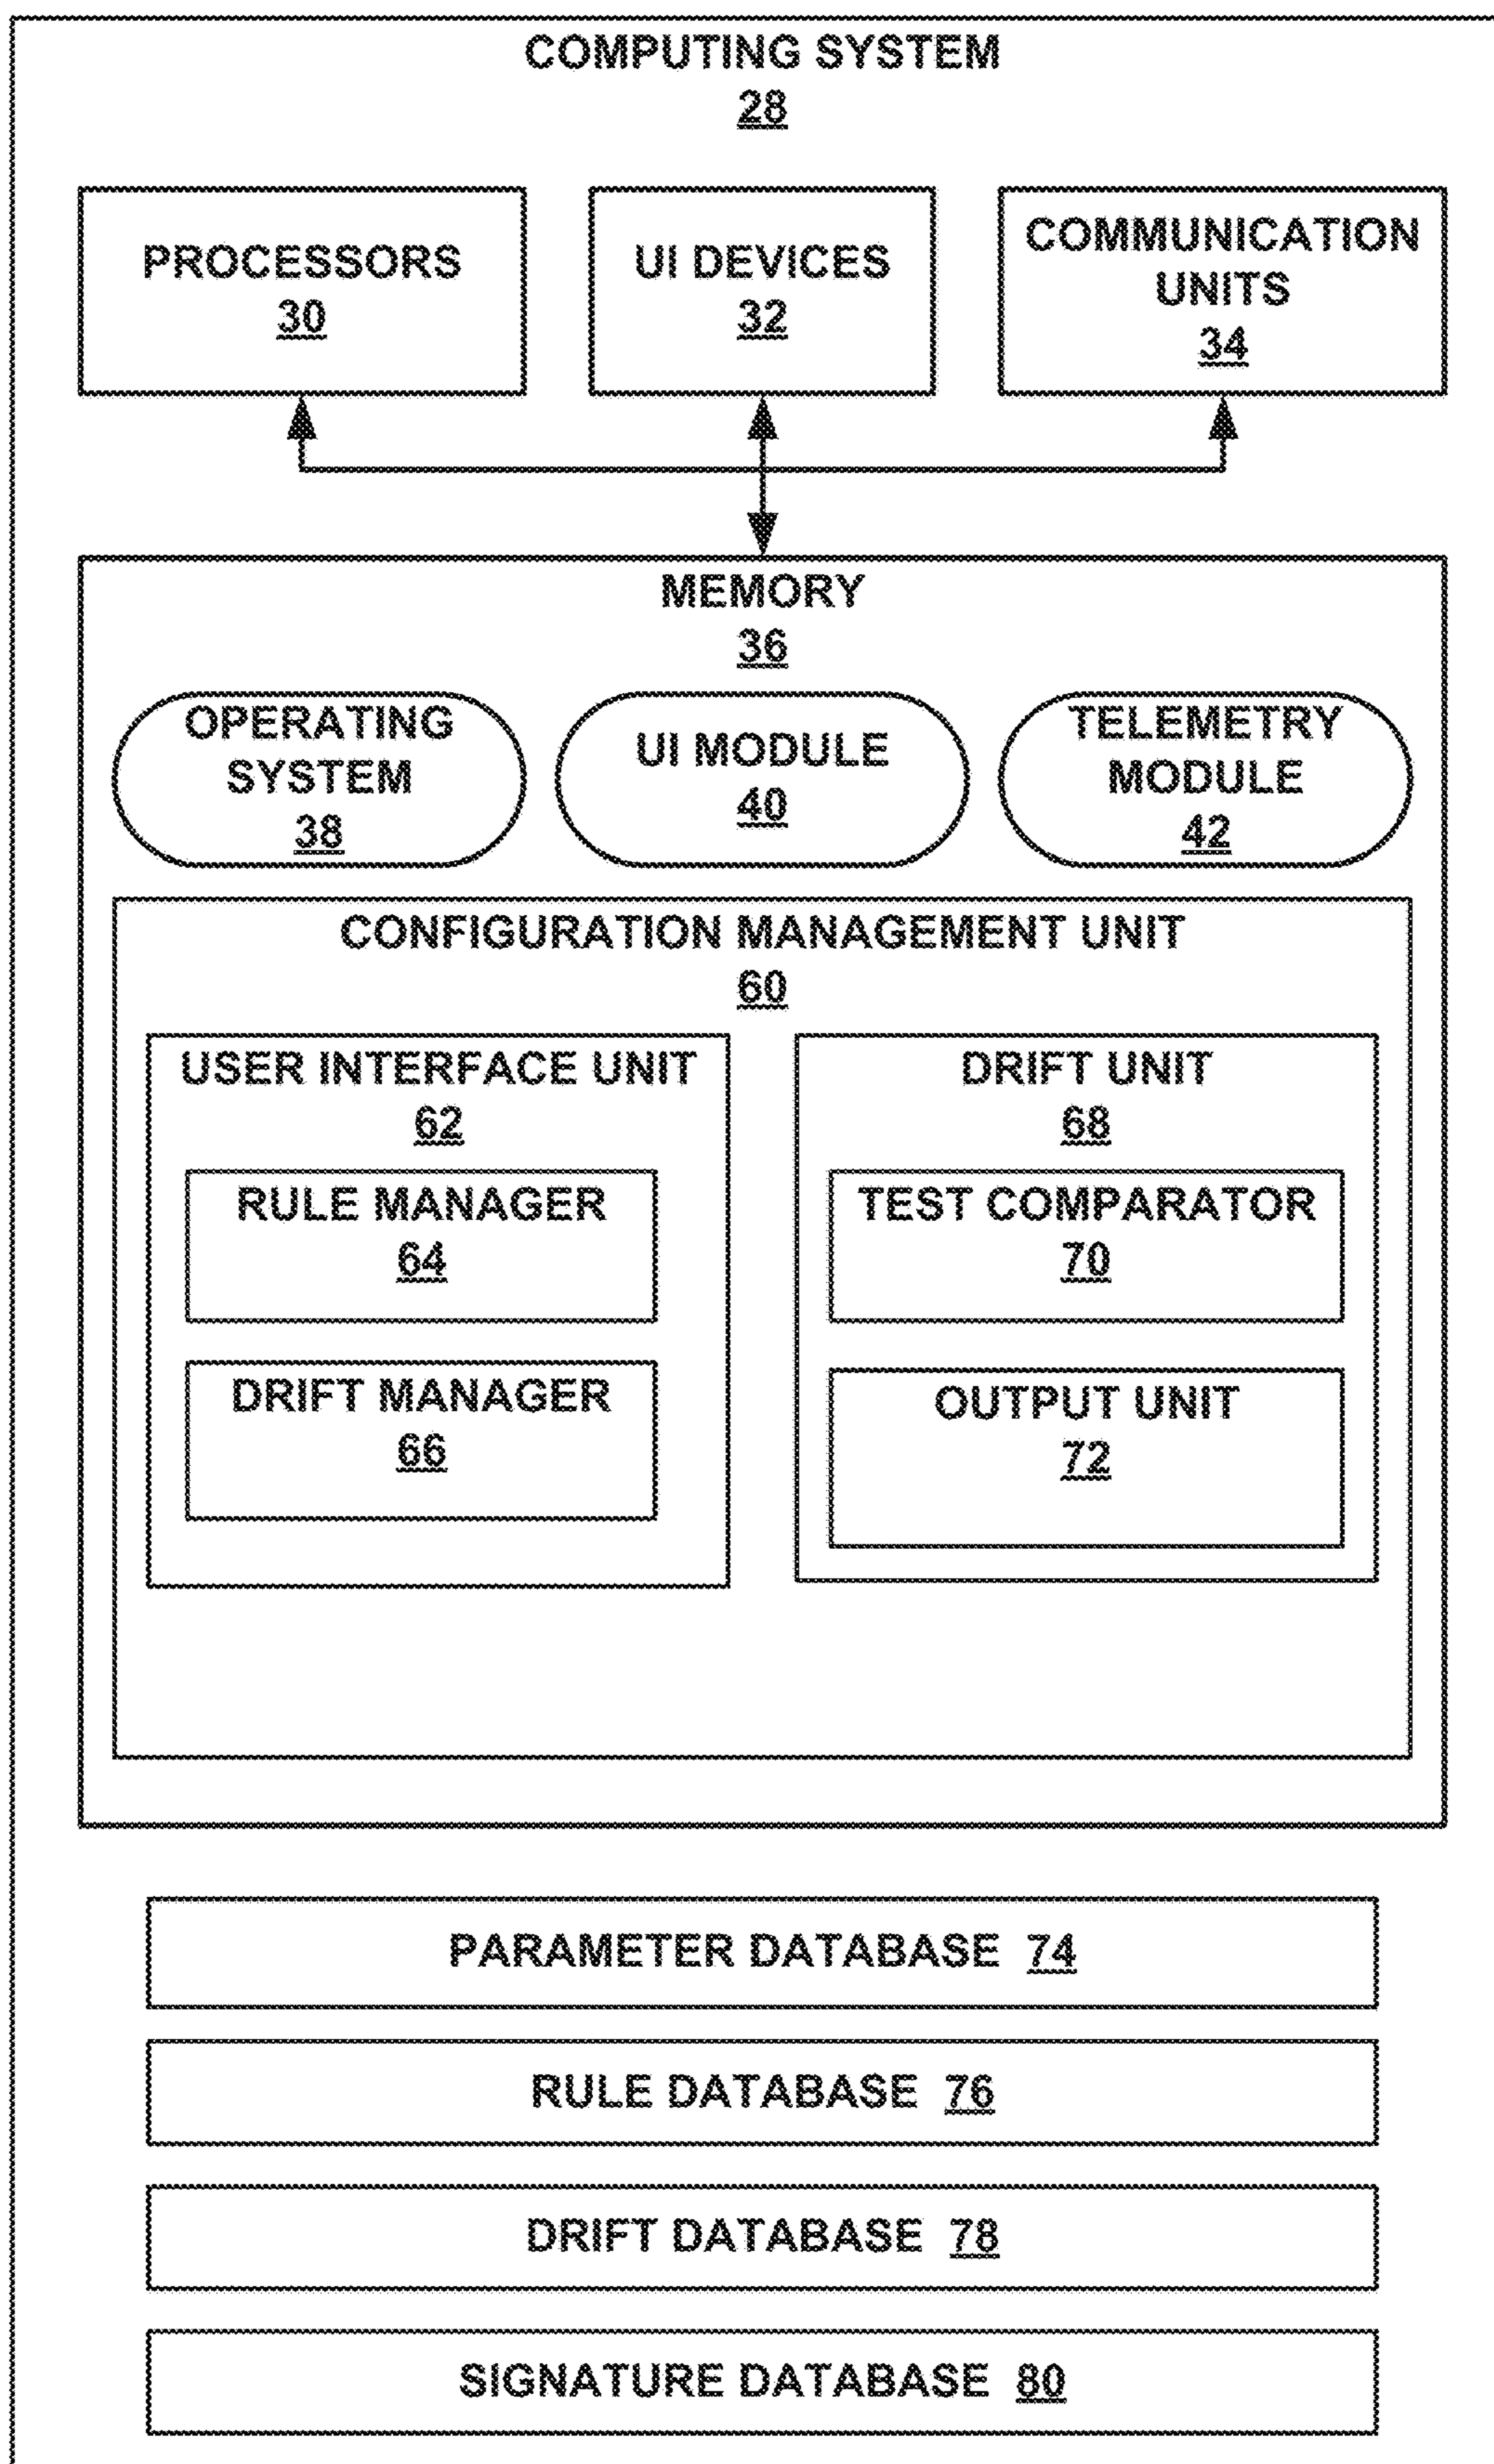 COMPUTING SYSTEM
28
PROCESSORS
30
UI DEVICES
32
COMMUNICATION
UNITS
34
MEMORY
36
OPERATING
SYSTEM
38
UI MODULE
40
TELEMETRY
MODULE
42
CONFIGURATION MANAGEMENT UNIT
60
USER INTERFACE UNIT
62
RULE MANAGER
64
DRIFT MANAGER
66
DRIFT UNIT
68
TEST COMPARATOR
70
OUTPUT UNIT
72
PARAMETER DATABASE 74
RULE DATABASE 76
DRIFT DATABASE 78
SIGNATURE DATABASE 80